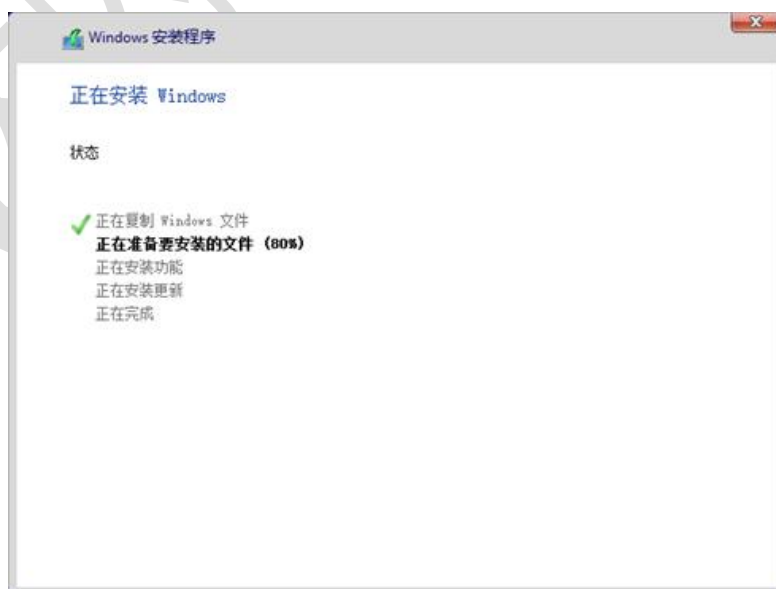 Windows 安装程序
正在安装 Windows
状态
正在复制 Windows 文件
正在准备要安装的文件 (80%)
正在安装功能
正在安装更新
正在完成